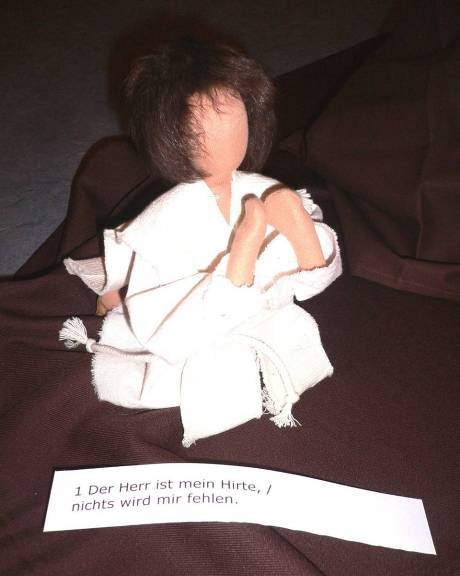 1 Der Herr ist mein Hirte, /
nichts wird mir fehlen.